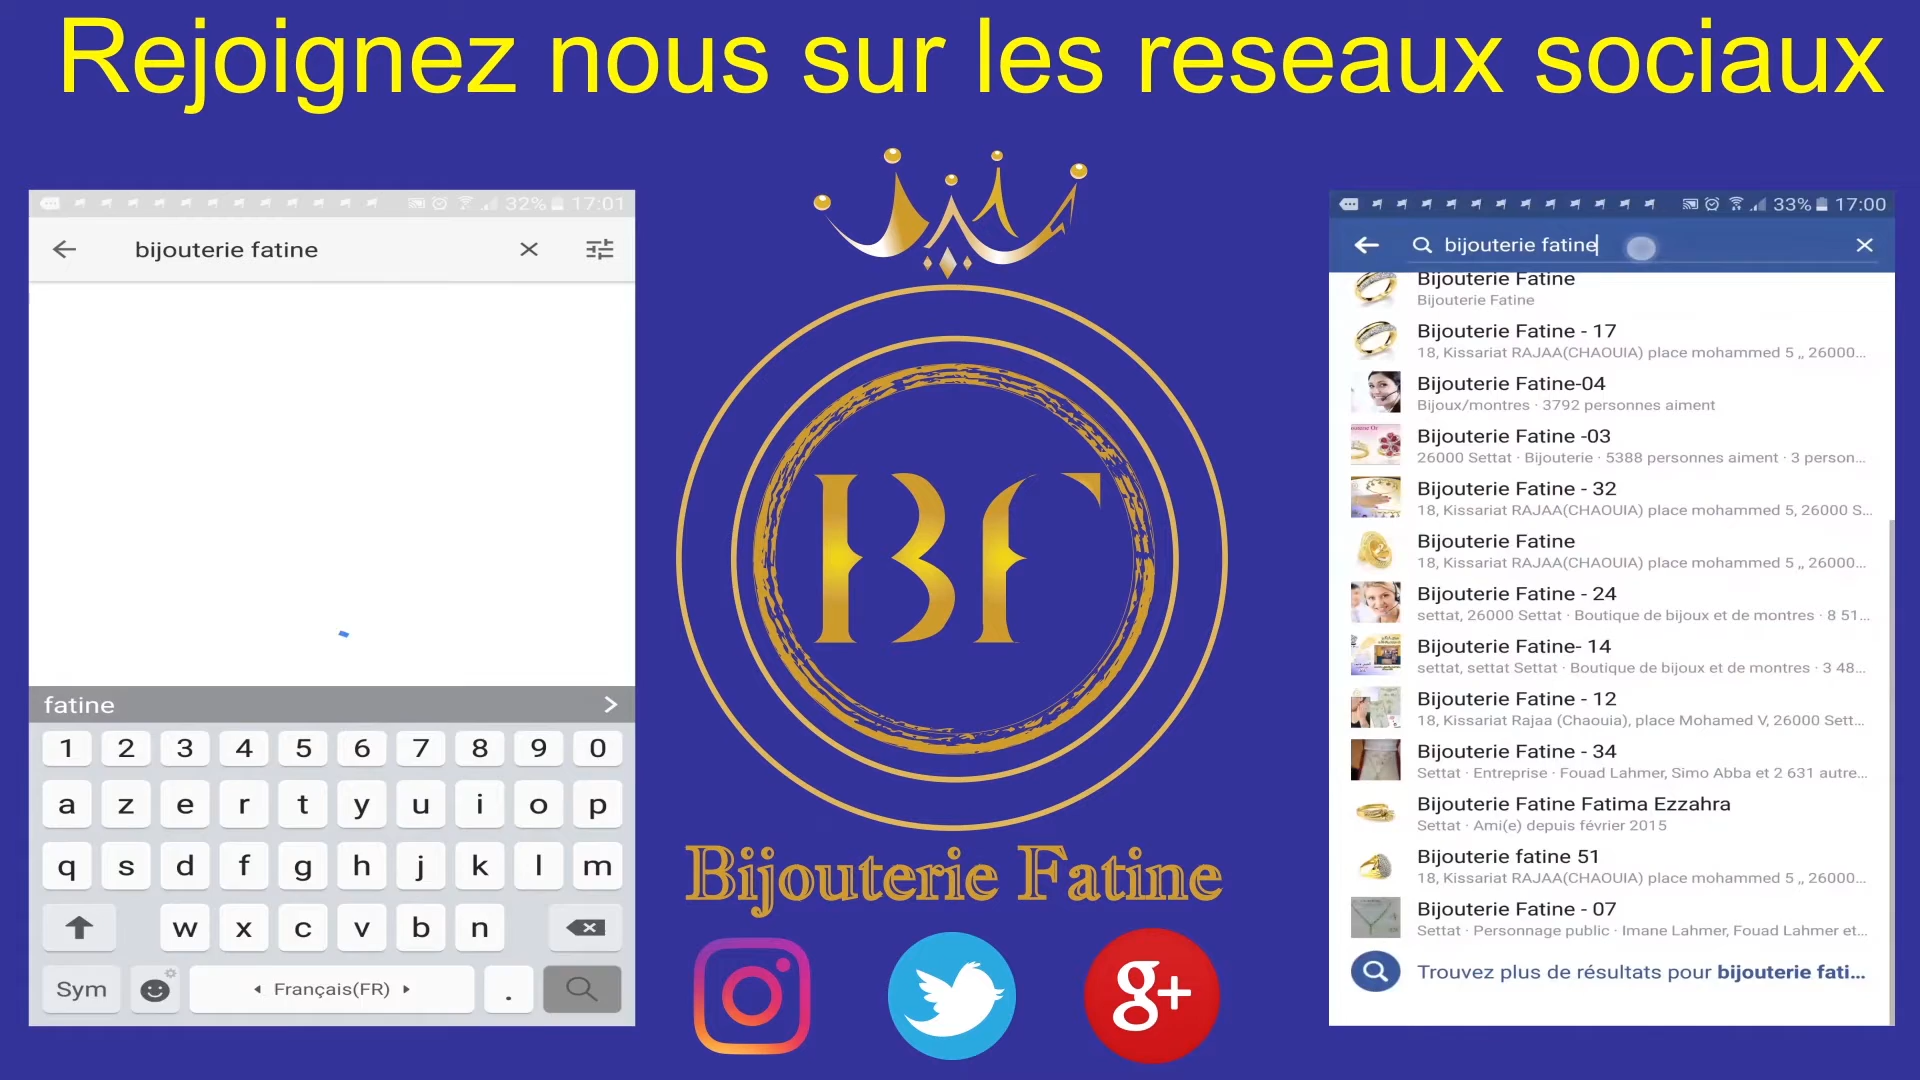 Rejoignez nous sur les reseaux sociaux
32% 17:01
bijouterie fatine
fatine
1 2 3 4 5 6 7 8 9 0
a z e r t y u i o p
q s d f g h j k l m
w x c v b n
Sym Français(FR) .
BF
Bijouterie Fatine
g+
33% 17:00
bijouterie fatine
Bijouterie Fatine
Bijouterie Fatine
Bijouterie Fatine - 17
18, Kissariat RAJAA(CHAOUIA) place mohammed 5 ,, 26000...
Bijouterie Fatine-04
Bijoux/montres · 3792 personnes aiment
Bijouterie Fatine -03
26000 Settat · Bijouterie · 5388 personnes aiment · 3 person...
Bijouterie Fatine - 32
18, Kissariat RAJAA(CHAOUIA) place mohammed 5, 26000 S...
Bijouterie Fatine
18, Kissariat RAJAA(CHAOUIA) place mohammed 5 ,, 26000...
Bijouterie Fatine - 24
settat, 26000 Settat · Boutique de bijoux et de montres · 8 51...
Bijouterie Fatine- 14
settat, settat Settat · Boutique de bijoux et de montres · 3 48...
Bijouterie Fatine - 12
18, Kissariat Rajaa (Chaouia), place Mohamed V, 26000 Sett...
Bijouterie Fatine - 34
Settat · Entreprise · Fouad Lahmer, Simo Abba et 2 631 autre...
Bijouterie Fatine Fatima Ezzahra
Settat · Ami(e) depuis février 2015
Bijouterie fatine 51
18, Kissariat RAJAA(CHAOUIA) place mohammed 5 ,, 26000...
Bijouterie Fatine - 07
Settat · Personnage public · Imane Lahmer, Fouad Lahmer et...
Trouvez plus de résultats pour bijouterie fati...